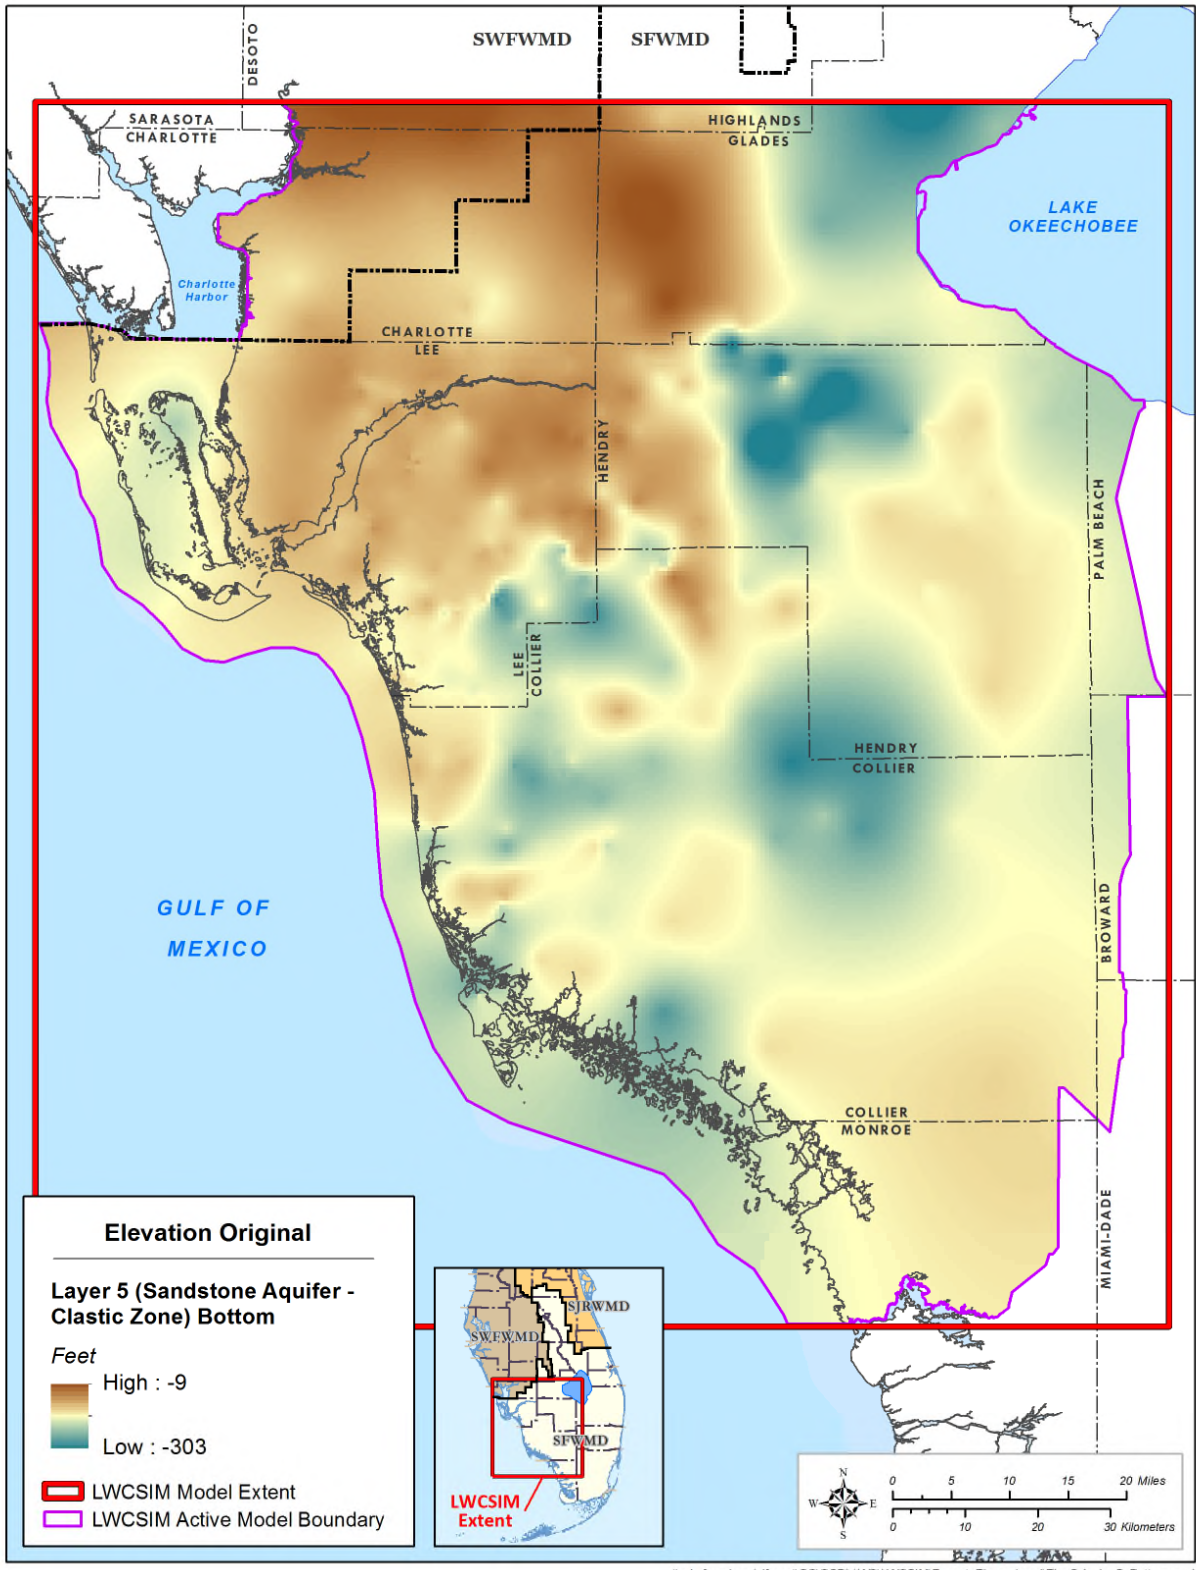 SWFWMD
SFWMD
DESOTO
SARASOTA
CHARLOTTE
HIGHLANDS
GLADES
LAKE
OKEECHOBEE
Charlotte
Harbor
CHARLOTTE
LEE
HENDRY
PALM BEACH
LEE
COLLIER
HENDRY
COLLIER
GULF OF
MEXICO
BROWARD
COLLIER
MONROE
MIAMI-DADE
Elevation Original
Layer 5 (Sandstone Aquifer -
Clastic Zone) Bottom
Feet
High : -9
Low : -303
LWCSIM Model Extent
LWCSIM Active Model Boundary
SJRWMD
SWFWMD
SFWMD
LWCSIM
Extent
N
W E
S
0 5 10 15 20 Miles
0 10 20 30 Kilometers